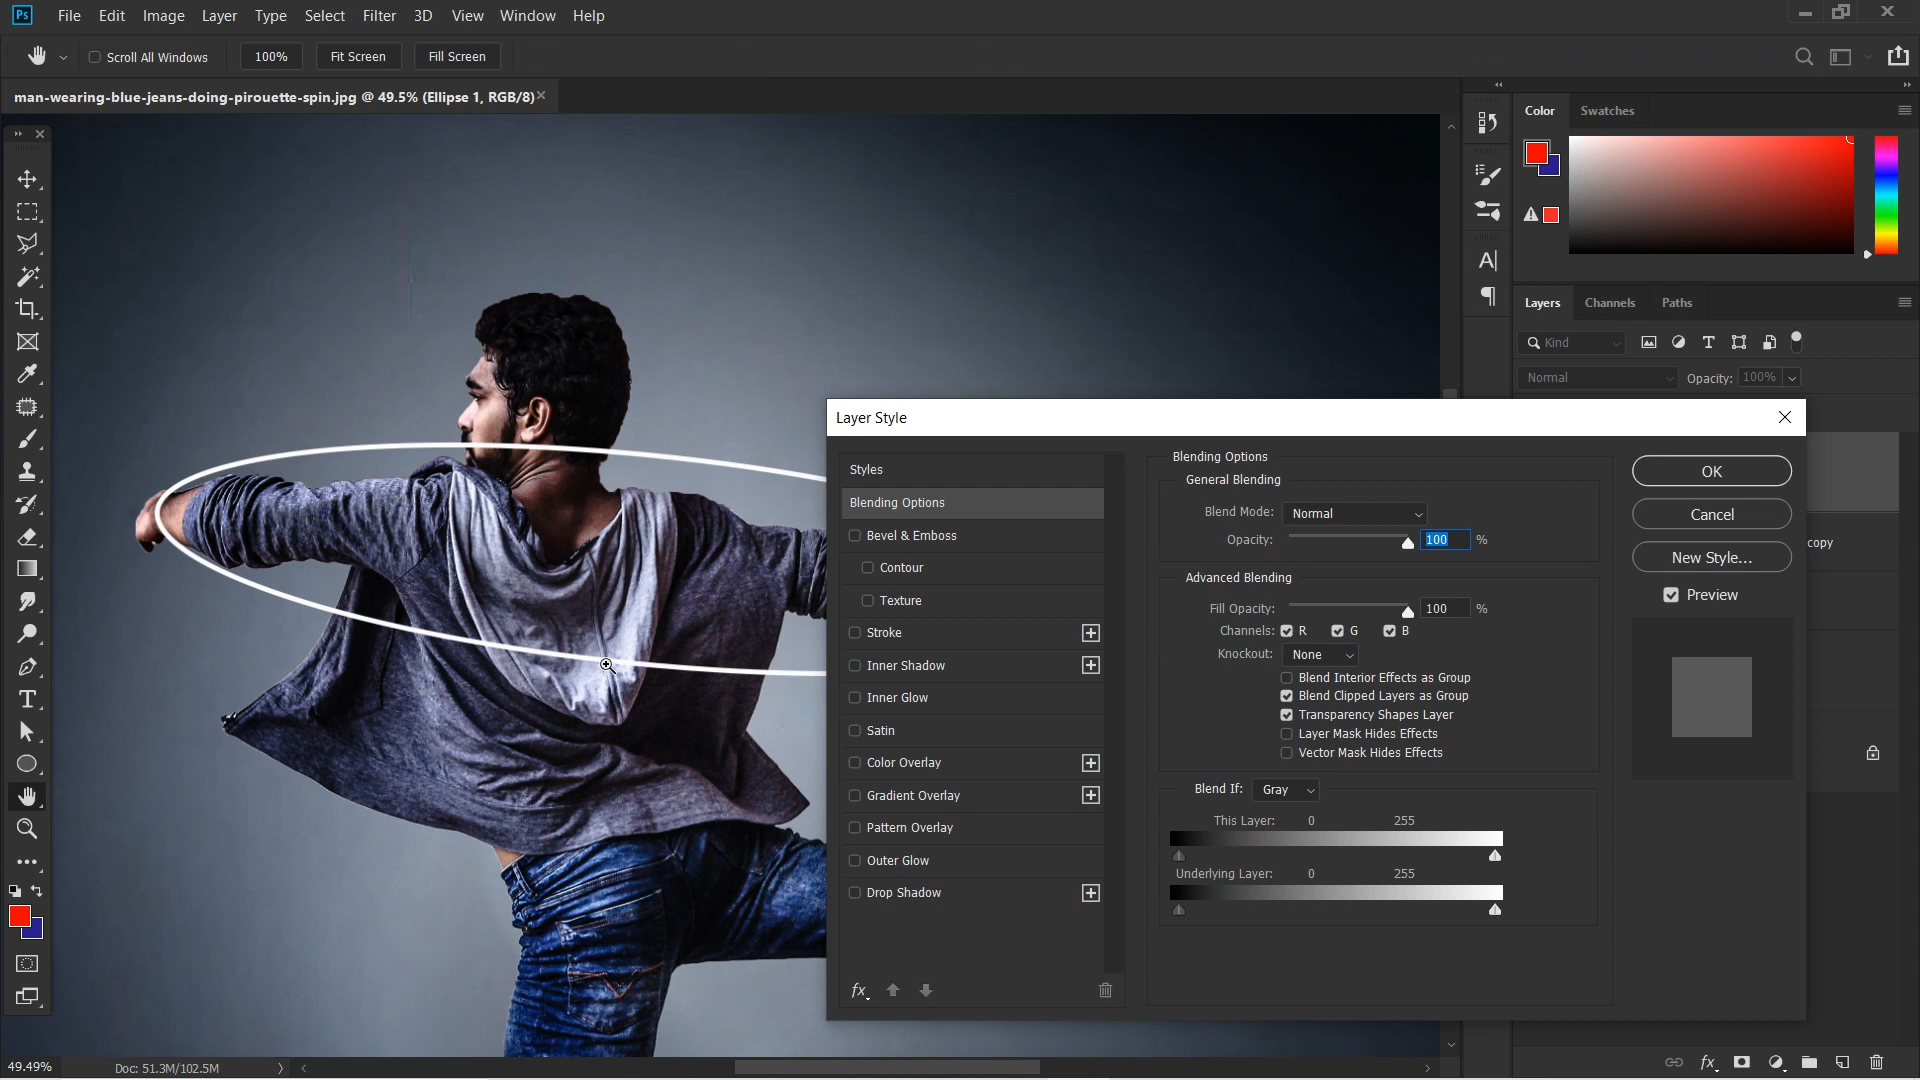 Ps File Edit Image Layer Type Select Filter 3D View Window Help
Scroll All Windows 100% Fit Screen Fill Screen
man-wearing-blue-jeans-doing-pirouette-spin.jpg @ 49.5% (Ellipse 1, RGB/8)
Color Swatches
Layers Channels Paths
Kind
Normal Opacity: 100%
copy
Layer Style
Styles
Blending Options
Bevel & Emboss
Contour
Texture
Stroke
Inner Shadow
Inner Glow
Satin
Color Overlay
Gradient Overlay
Pattern Overlay
Outer Glow
Drop Shadow
fx
Blending Options
General Blending
Blend Mode: Normal
Opacity: 100 %
Advanced Blending
Fill Opacity: 100 %
Channels: R G B
Knockout: None
Blend Interior Effects as Group
Blend Clipped Layers as Group
Transparency Shapes Layer
Layer Mask Hides Effects
Vector Mask Hides Effects
Blend If: Gray
This Layer: 0 255
Underlying Layer: 0 255
OK
Cancel
New Style...
Preview
49.49% Doc: 51.3M/102.5M
fx